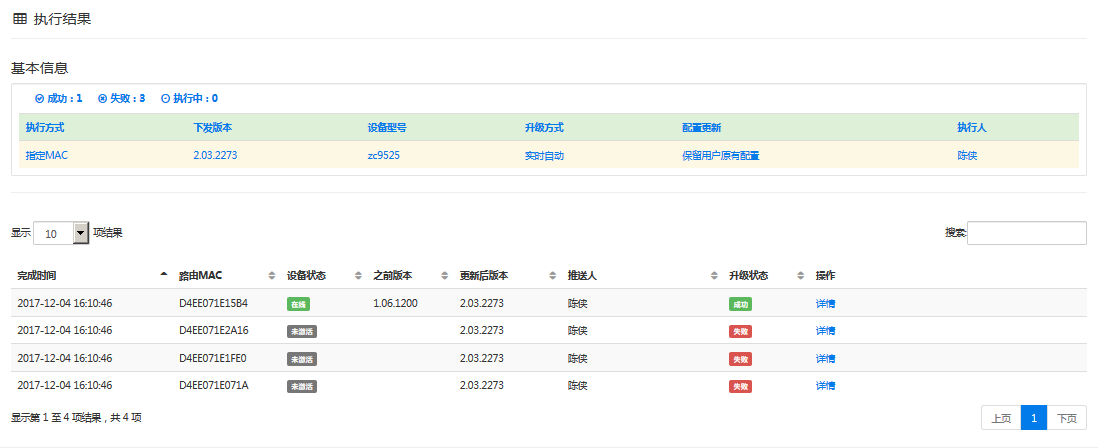 执行结果
基本信息
成功：1 失败：3 执行中：0
执行方式 下发版本 设备型号 升级方式 配置更新 执行人
指定MAC 2.03.2273 zc9525 实时自动 保留用户原有配置 陈侠
显示 10 项结果 搜索:
完成时间 路由MAC 设备状态 之前版本 更新后版本 推送人 升级状态 操作
2017-12-04 16:10:46 D4EE071E15B4 在线 1.06.1200 2.03.2273 陈侠 成功 详情
2017-12-04 16:10:46 D4EE071E2A16 未激活 2.03.2273 陈侠 失败 详情
2017-12-04 16:10:46 D4EE071E1FE0 未激活 2.03.2273 陈侠 失败 详情
2017-12-04 16:10:46 D4EE071E071A 未激活 2.03.2273 陈侠 失败 详情
显示第 1 至 4 项结果，共 4 项 上页 1 下页